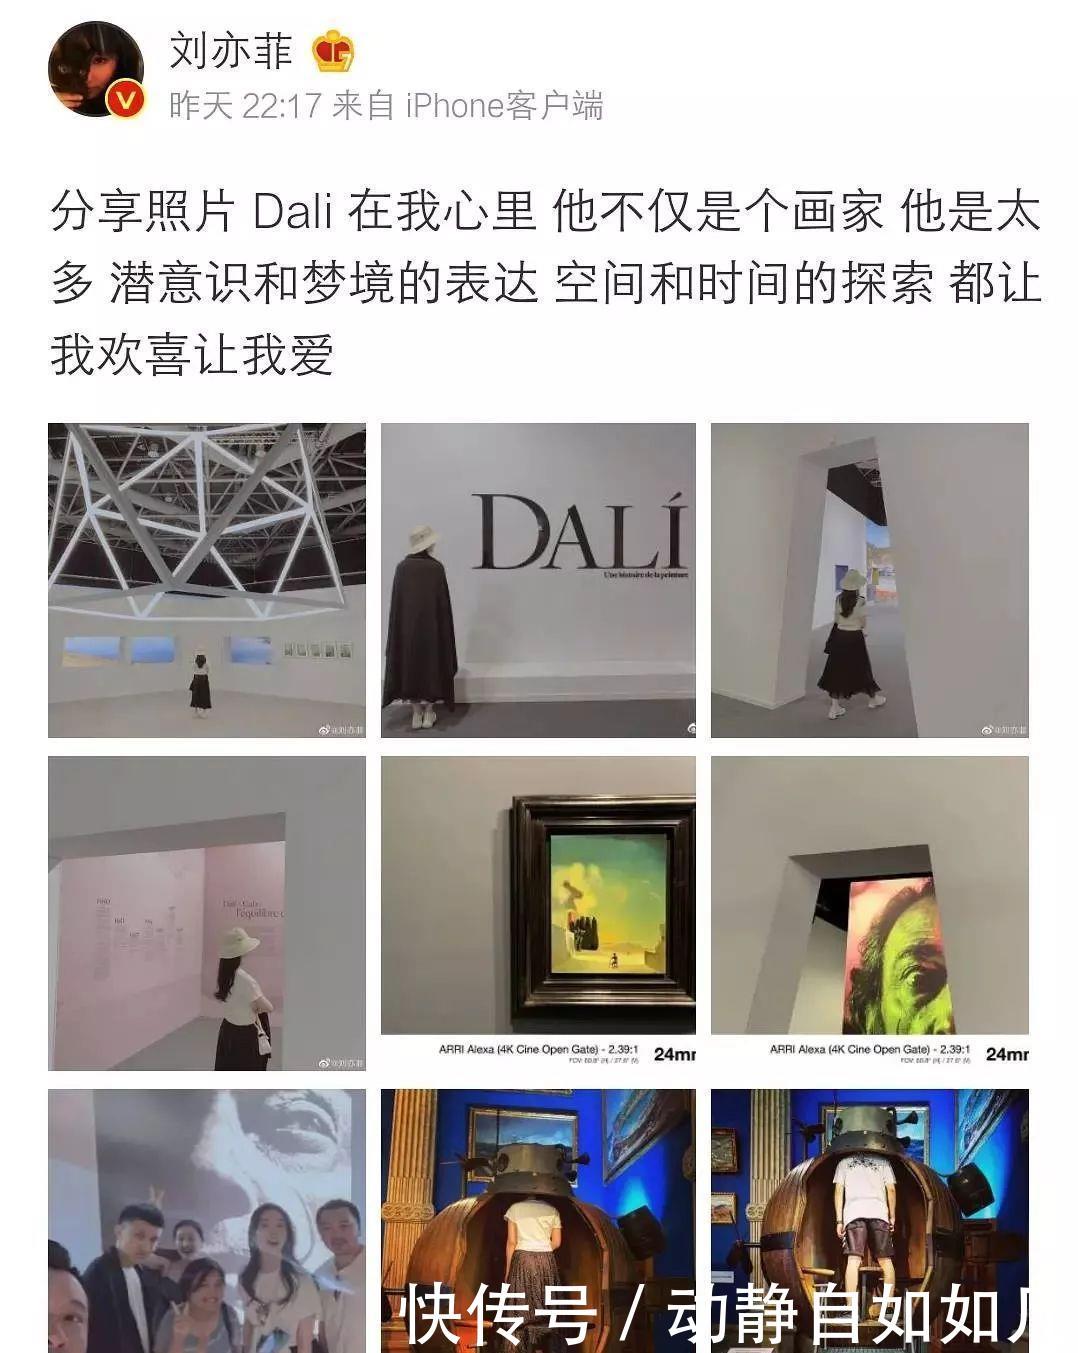 刘亦菲
昨天 22:17 来自 iPhone客户端
分享照片 Dali 在我心里 他不仅是个画家 他是太
多 潜意识和梦境的表达 空间和时间的探索 都让
我欢喜让我爱
DALÍ
Une histoire de la peinture
@刘亦菲
@刘亦菲
Dalí - Gala :
l'équilibre
@刘亦菲
ARRI Alexa (4K Cine Open Gate) - 2.39:1
24mm
ARRI Alexa (4K Cine Open Gate) - 2.39:1
24mm
快传号 / 动静自如如